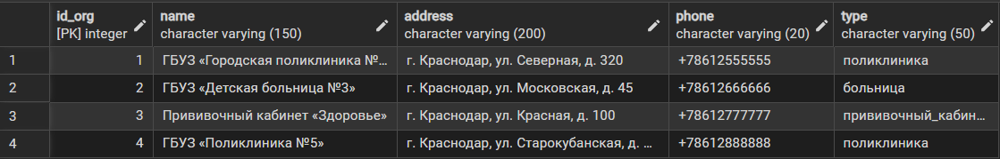 id_org name address phone type
[PK] integer character varying (150) character varying (200) character varying (20) character varying (50)
1 1 ГБУЗ «Городская поликлиника №… г. Краснодар, ул. Северная, д. 320 +78612555555 поликлиника
2 2 ГБУЗ «Детская больница №3» г. Краснодар, ул. Московская, д. 45 +78612666666 больница
3 3 Прививочный кабинет «Здоровье» г. Краснодар, ул. Красная, д. 100 +78612777777 прививочный_кабин…
4 4 ГБУЗ «Поликлиника №5» г. Краснодар, ул. Старокубанская, д. … +78612888888 поликлиника